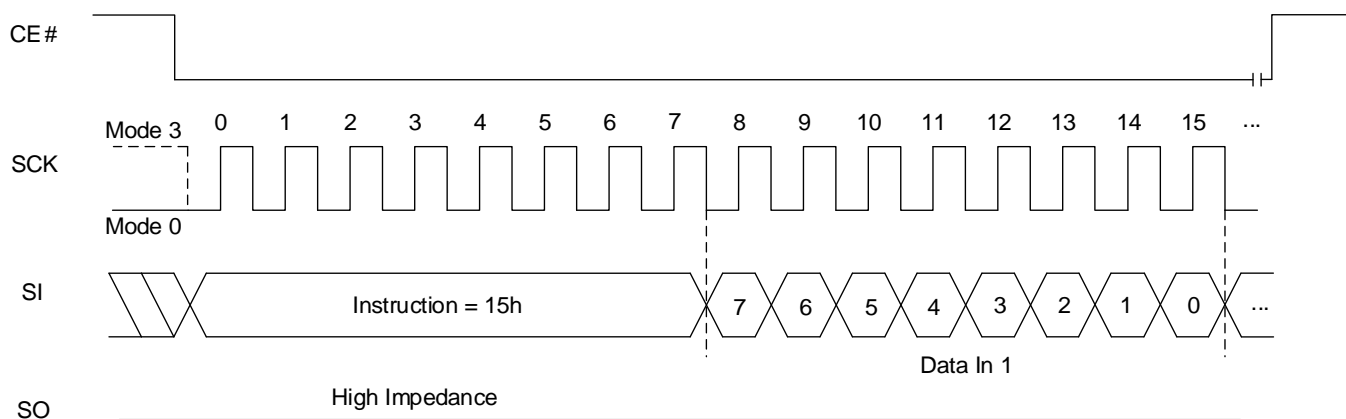 CE#
Mode 3 0 1 2 3 4 5 6 7 8 9 10 11 12 13 14 15 ...
SCK
Mode 0
SI Instruction = 15h 7 6 5 4 3 2 1 0 ...
Data In 1
High Impedance
SO